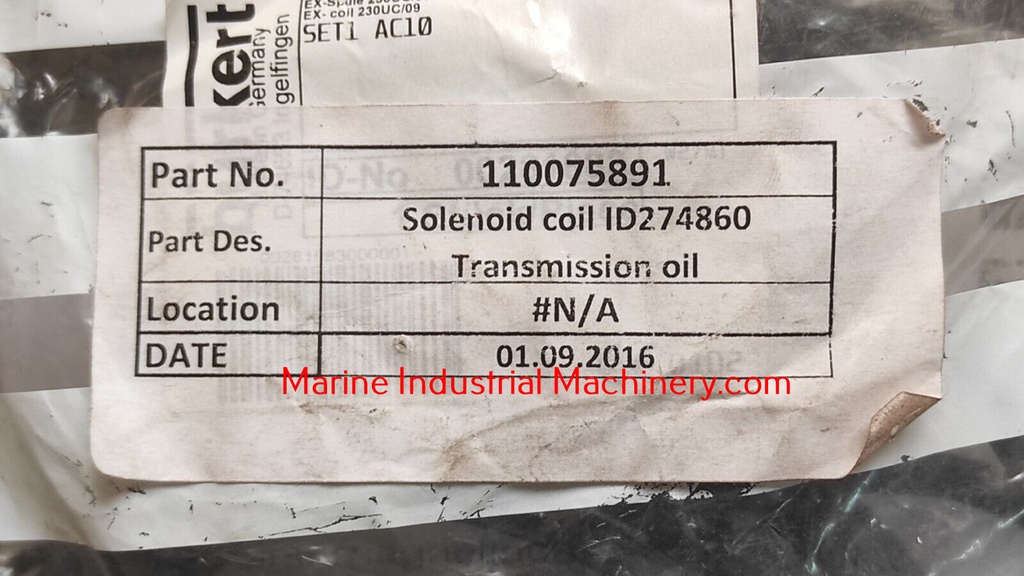 EX- coil 230UC/09
SET1 AC10
kert
ermany
gelfingen
Part No. 110075891
Part Des. Solenoid coil ID274860
Transmission oil
Location #N/A
DATE 01.09.2016
Marine Industrial Machinery.com